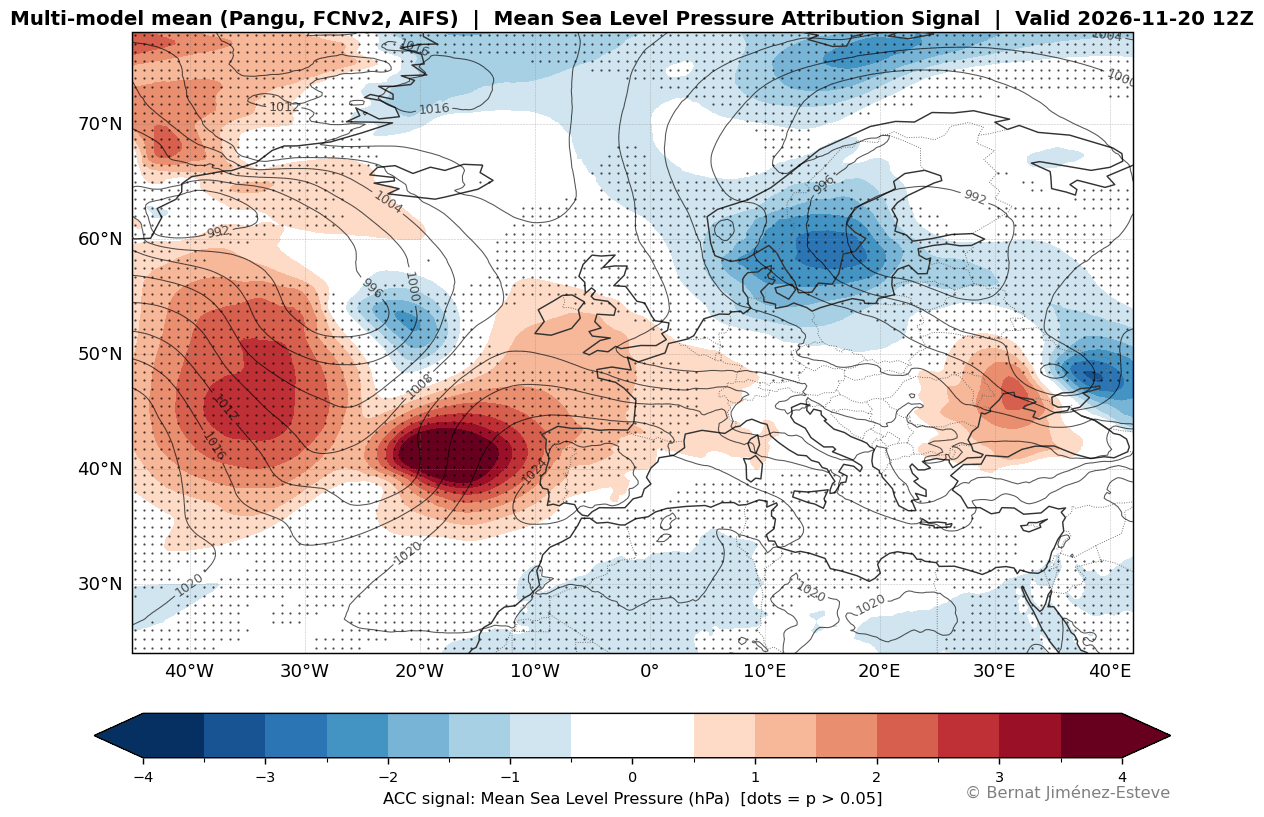 Multi-model mean (Pangu, FCNv2, AIFS)  |  Mean Sea Level Pressure Attribution Signal  |  Valid 2026-11-20 12Z
1016
1004
1000
1012
1016
70°N
996
1004
992
60°N
992
1000
996
50°N
1008
1012
1016
1024
40°N
1020
1020
1020
1020
30°N
40°W 30°W 20°W 10°W 0° 10°E 20°E 30°E 40°E
−4 −3 −2 −1 0 1 2 3 4
ACC signal: Mean Sea Level Pressure (hPa)  [dots = p > 0.05]
© Bernat Jiménez-Esteve